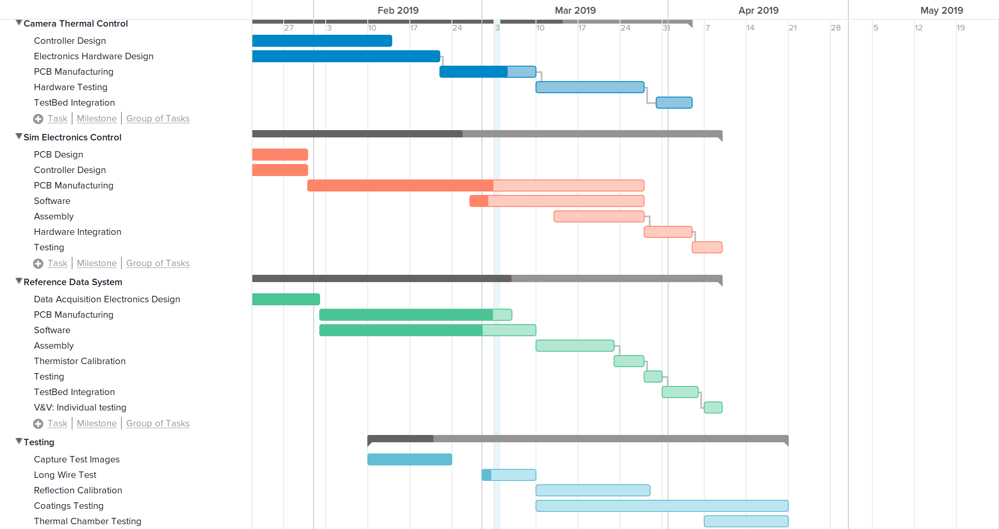 Feb 2019 Mar 2019 Apr 2019 May 2019
Camera Thermal Control
27 3 10 17 24 3 10 17 24 31 7 14 21 28 5 12 19
Controller Design
Electronics Hardware Design
PCB Manufacturing
Hardware Testing
TestBed Integration
Task | Milestone | Group of Tasks
Sim Electronics Control
PCB Design
Controller Design
PCB Manufacturing
Software
Assembly
Hardware Integration
Testing
Task | Milestone | Group of Tasks
Reference Data System
Data Acquisition Electronics Design
PCB Manufacturing
Software
Assembly
Thermistor Calibration
Testing
TestBed Integration
V&V: Individual testing
Task | Milestone | Group of Tasks
Testing
Capture Test Images
Long Wire Test
Reflection Calibration
Coatings Testing
Thermal Chamber Testing